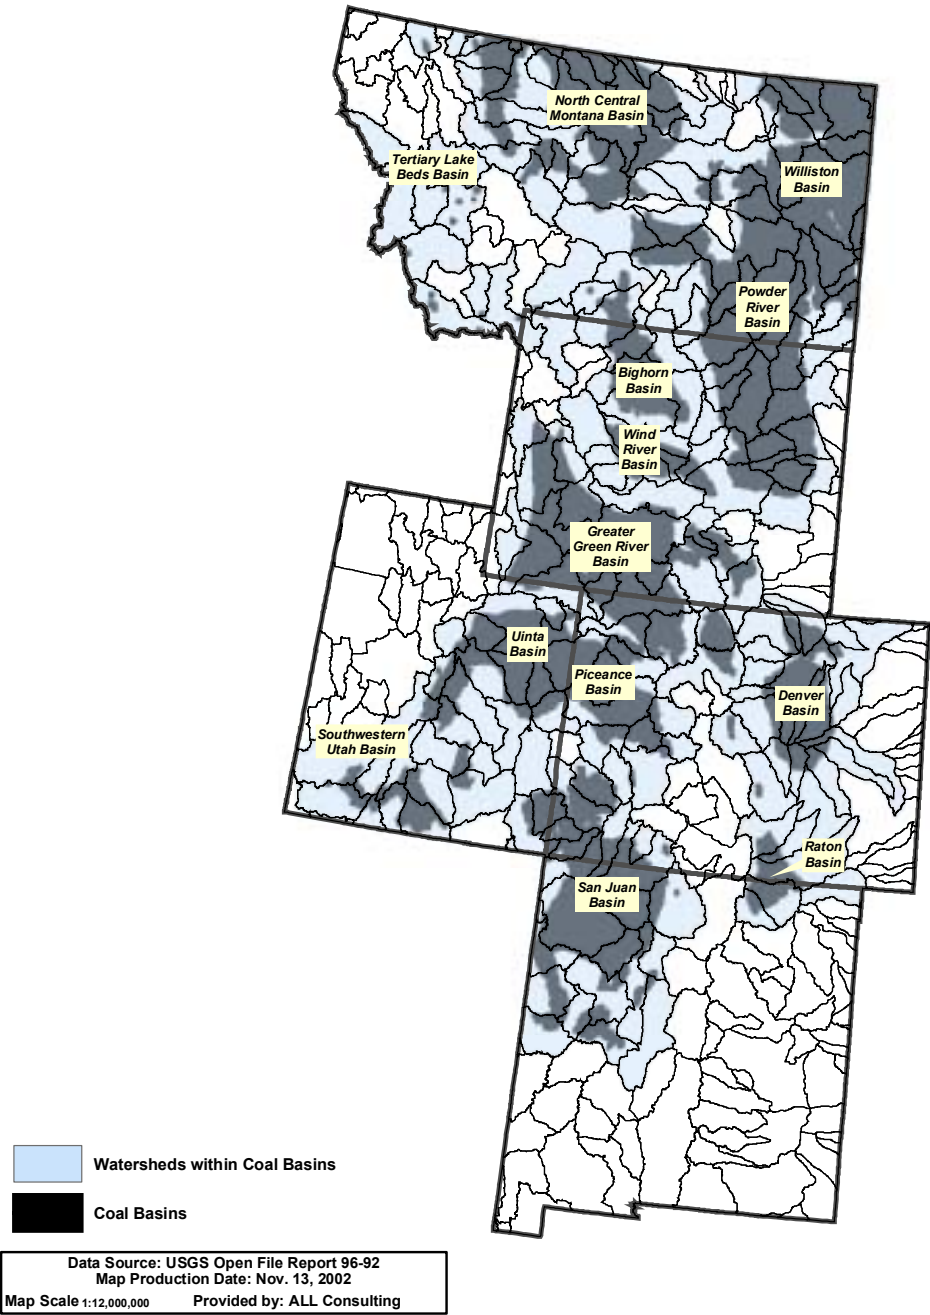 North Central
Montana Basin
Tertiary Lake
Beds Basin
Williston
Basin
Powder
River
Basin
Bighorn
Basin
Wind
River
Basin
Greater
Green River
Basin
Uinta
Basin
Piceance
Basin
Denver
Basin
Southwestern
Utah Basin
Raton
Basin
San Juan
Basin
Watersheds within Coal Basins
Coal Basins
Data Source: USGS Open File Report 96-92
Map Production Date: Nov. 13, 2002
Map Scale 1:12,000,000 Provided by: ALL Consulting